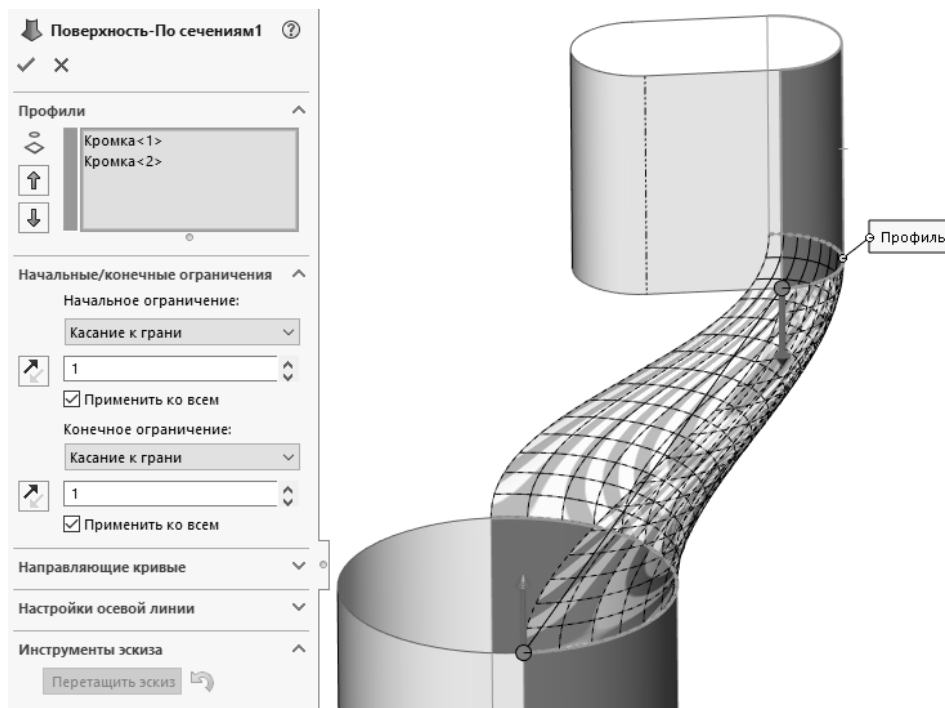 Поверхность-По сечениям1
Профили
Кромка<1>
Кромка<2>
Начальные/конечные ограничения
Начальное ограничение:
Касание к грани
1
Применить ко всем
Конечное ограничение:
Касание к грани
1
Применить ко всем
Направляющие кривые
Настройки осевой линии
Инструменты эскиза
Перетащить эскиз
Профиль